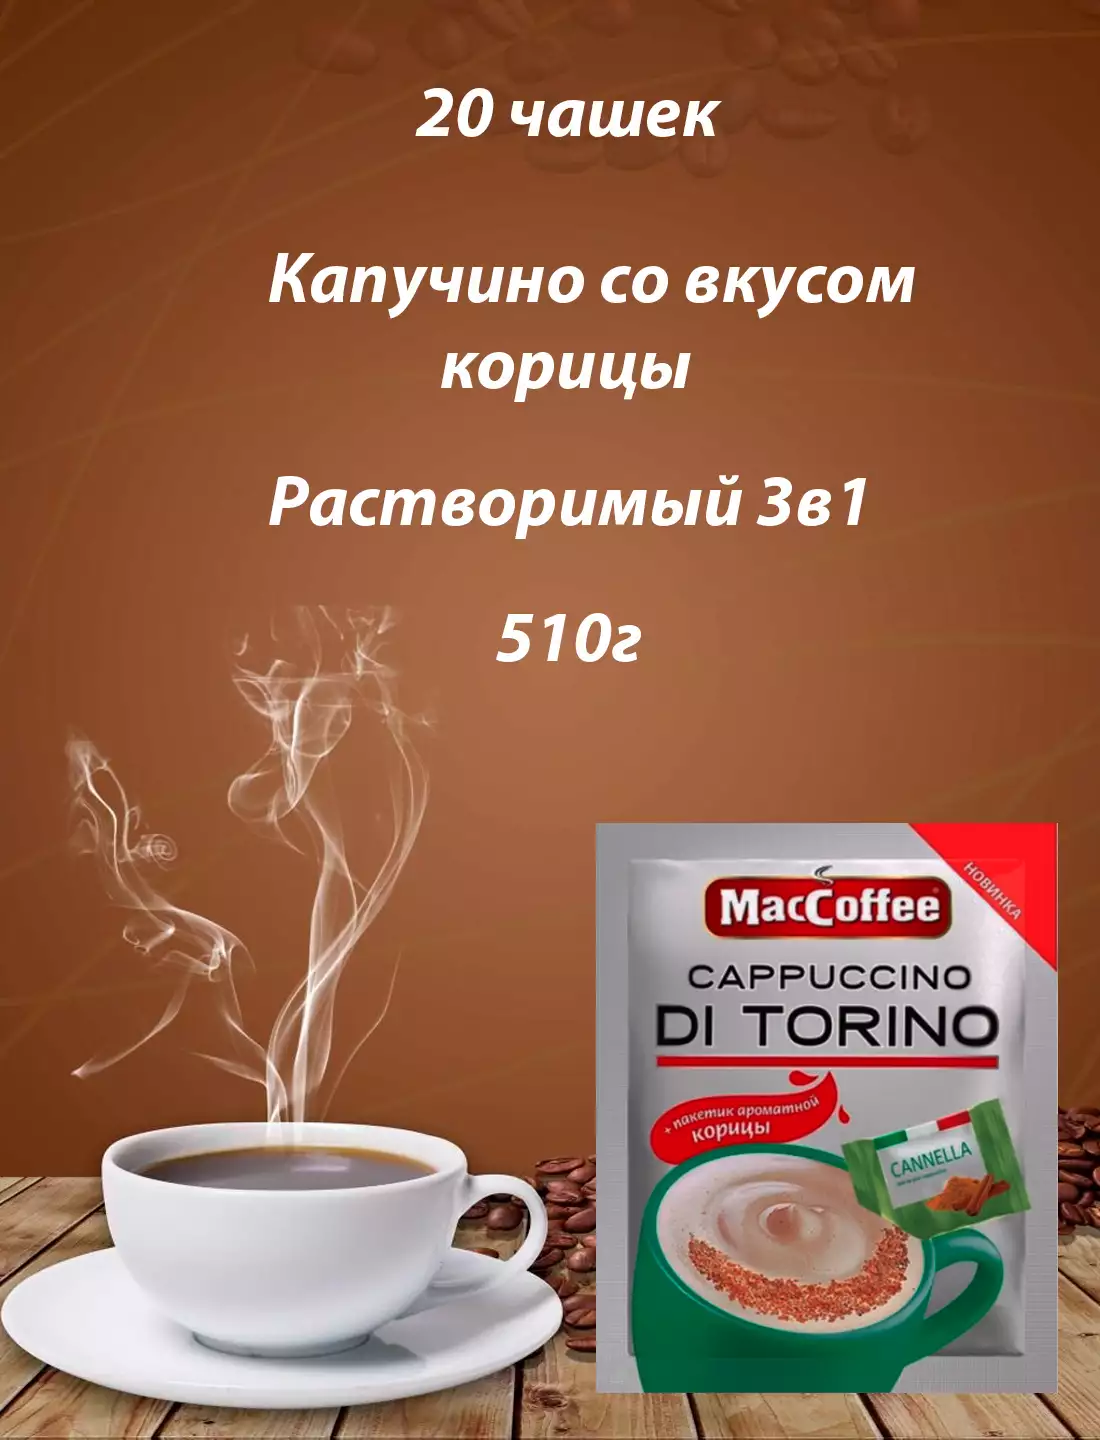 20 чашек
Капучино со вкусом
корицы
Растворимый 3в1
510г
НОВИНКА
MacCoffee
CAPPUCCINO
DI TORINO
+ пакетик ароматной
корицы
CANNELLA